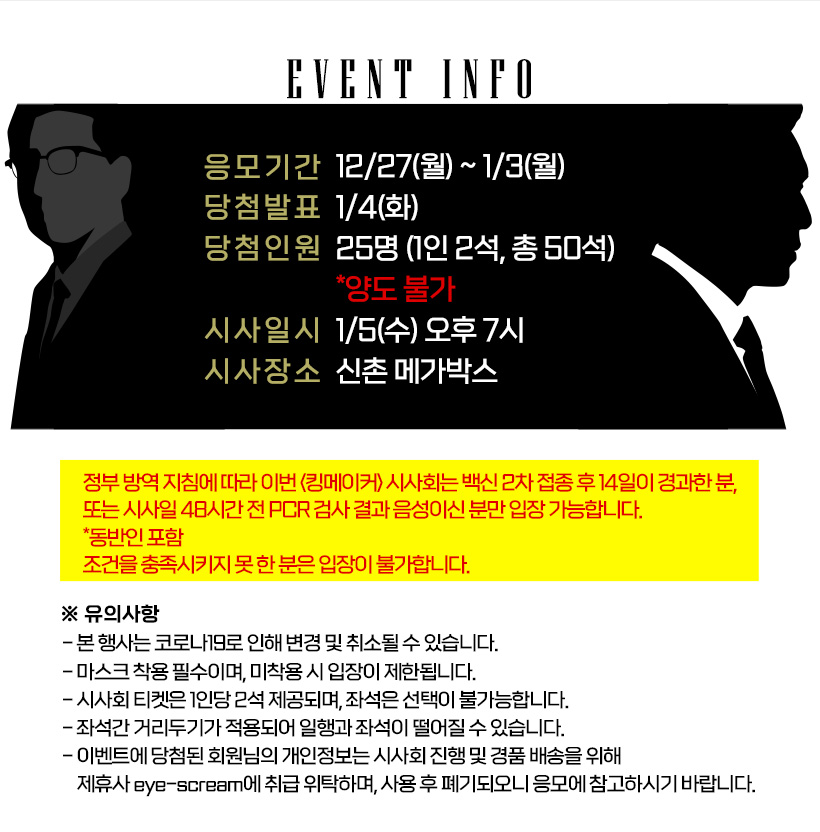 EVENT INFO
응모기간 12/27(월) ~ 1/3(월)
당첨발표 1/4(화)
당첨인원 25명 (1인 2석, 총 50석)
*양도 불가
시사일시 1/5(수) 오후 7시
시사장소 신촌 메가박스
정부 방역 지침에 따라 이번 <킹메이커> 시사회는 백신 2차 접종 후 14일이 경과한 분,
또는 시사일 48시간 전 PCR 검사 결과 음성이신 분만 입장 가능합니다.
*동반인 포함
조건을 충족시키지 못 한 분은 입장이 불가합니다.
※ 유의사항
- 본 행사는 코로나19로 인해 변경 및 취소될 수 있습니다.
- 마스크 착용 필수이며, 미착용 시 입장이 제한됩니다.
- 시사회 티켓은 1인당 2석 제공되며, 좌석은 선택이 불가능합니다.
- 좌석간 거리두기가 적용되어 일행과 좌석이 떨어질 수 있습니다.
- 이벤트에 당첨된 회원님의 개인정보는 시사회 진행 및 경품 배송을 위해
제휴사 eye-scream에 취급 위탁하며, 사용 후 폐기되오니 응모에 참고하시기 바랍니다.